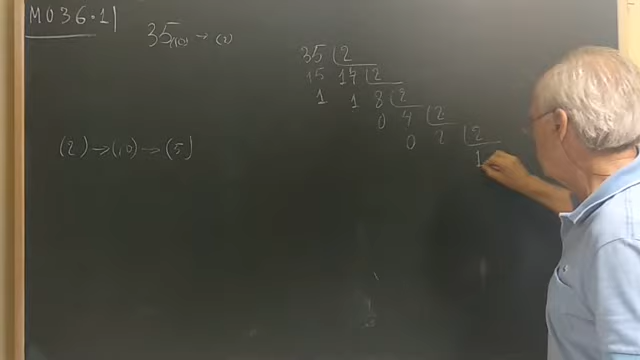 M036.11
35(10) → (2)
35 2
15 17 2
1 1 8 2
0 4 2
0 2 2
1
(2) → (10) → (5)